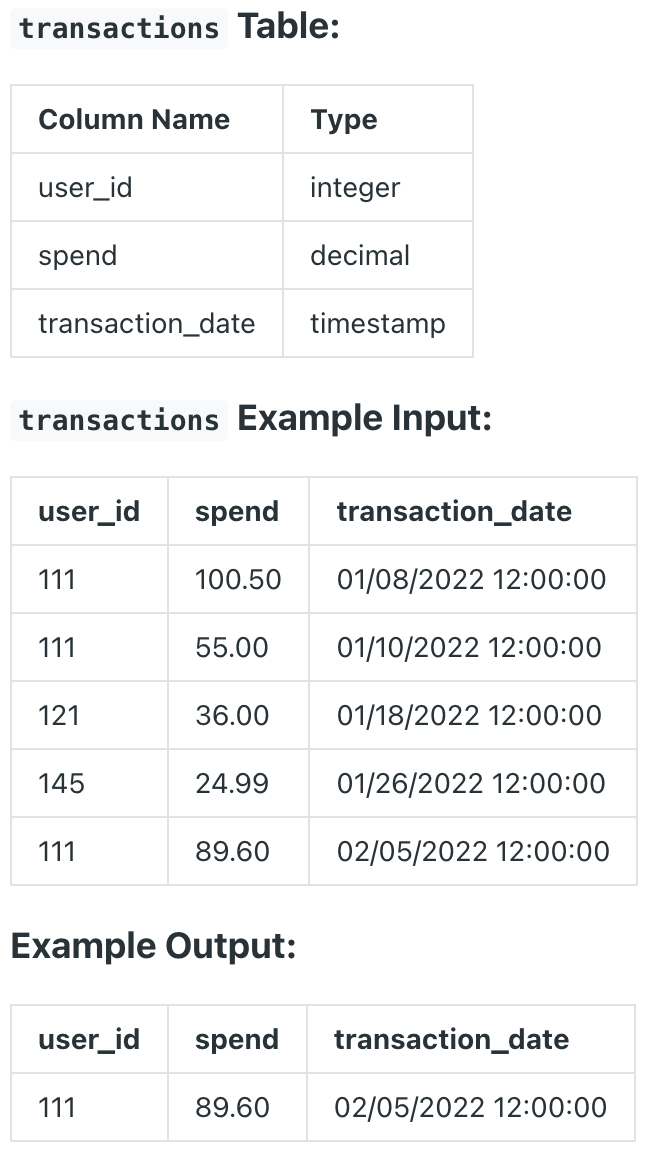 transactions Table:
Column Name Type
user_id integer
spend decimal
transaction_date timestamp
transactions Example Input:
user_id spend transaction_date
111 100.50 01/08/2022 12:00:00
111 55.00 01/10/2022 12:00:00
121 36.00 01/18/2022 12:00:00
145 24.99 01/26/2022 12:00:00
111 89.60 02/05/2022 12:00:00
Example Output:
user_id spend transaction_date
111 89.60 02/05/2022 12:00:00